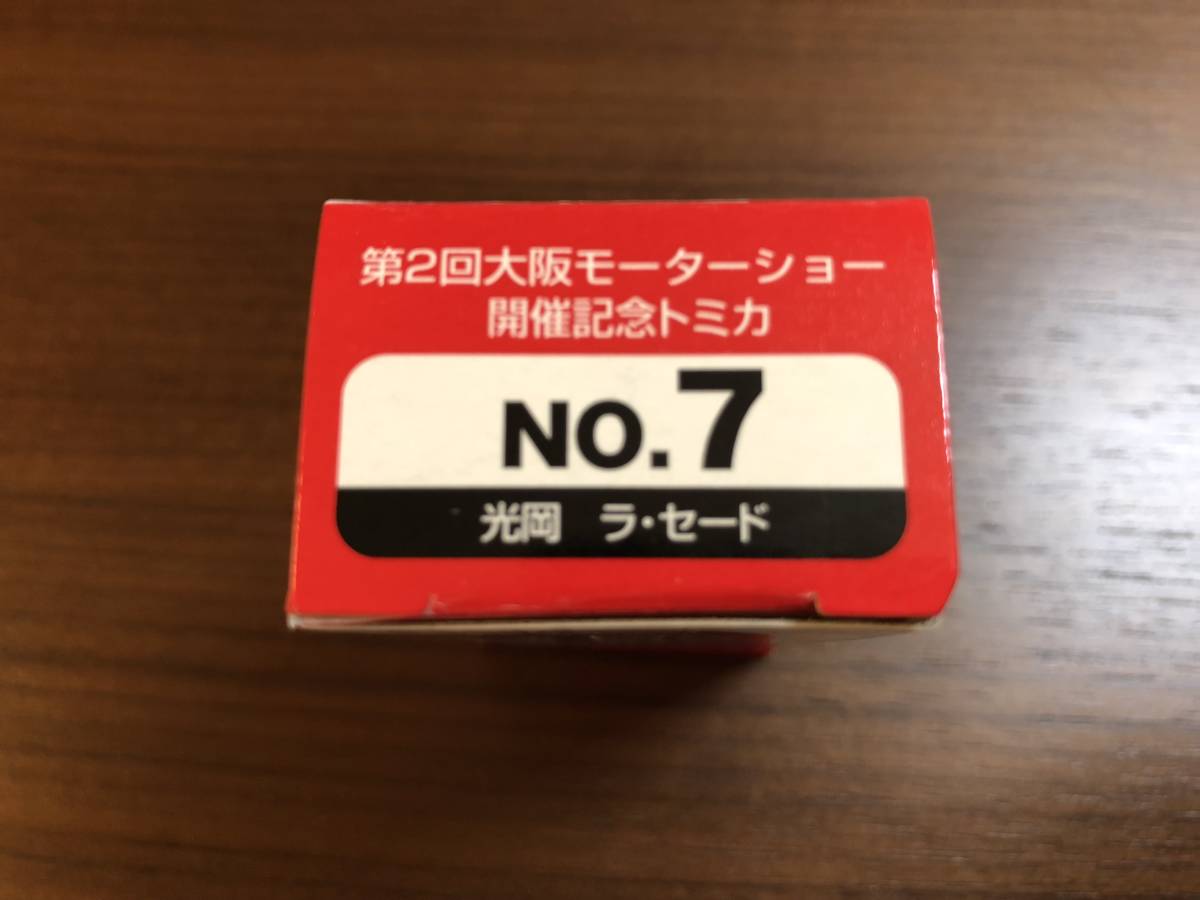 第2回大阪モーターショー
開催記念トミカ
NO.7
光岡 ラ・セード